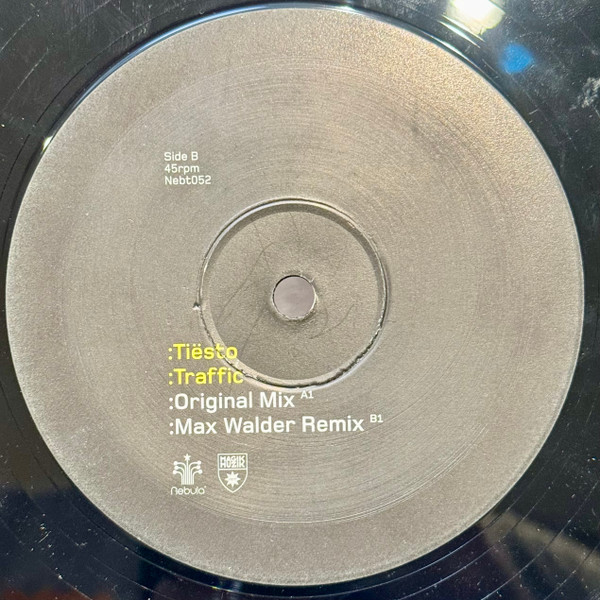 Side B
45rpm
Nebt052
:Tiësto
:Traffic
:Original Mix A1
:Max Walder Remix B1
Nebula
MAGIK
MUZIK